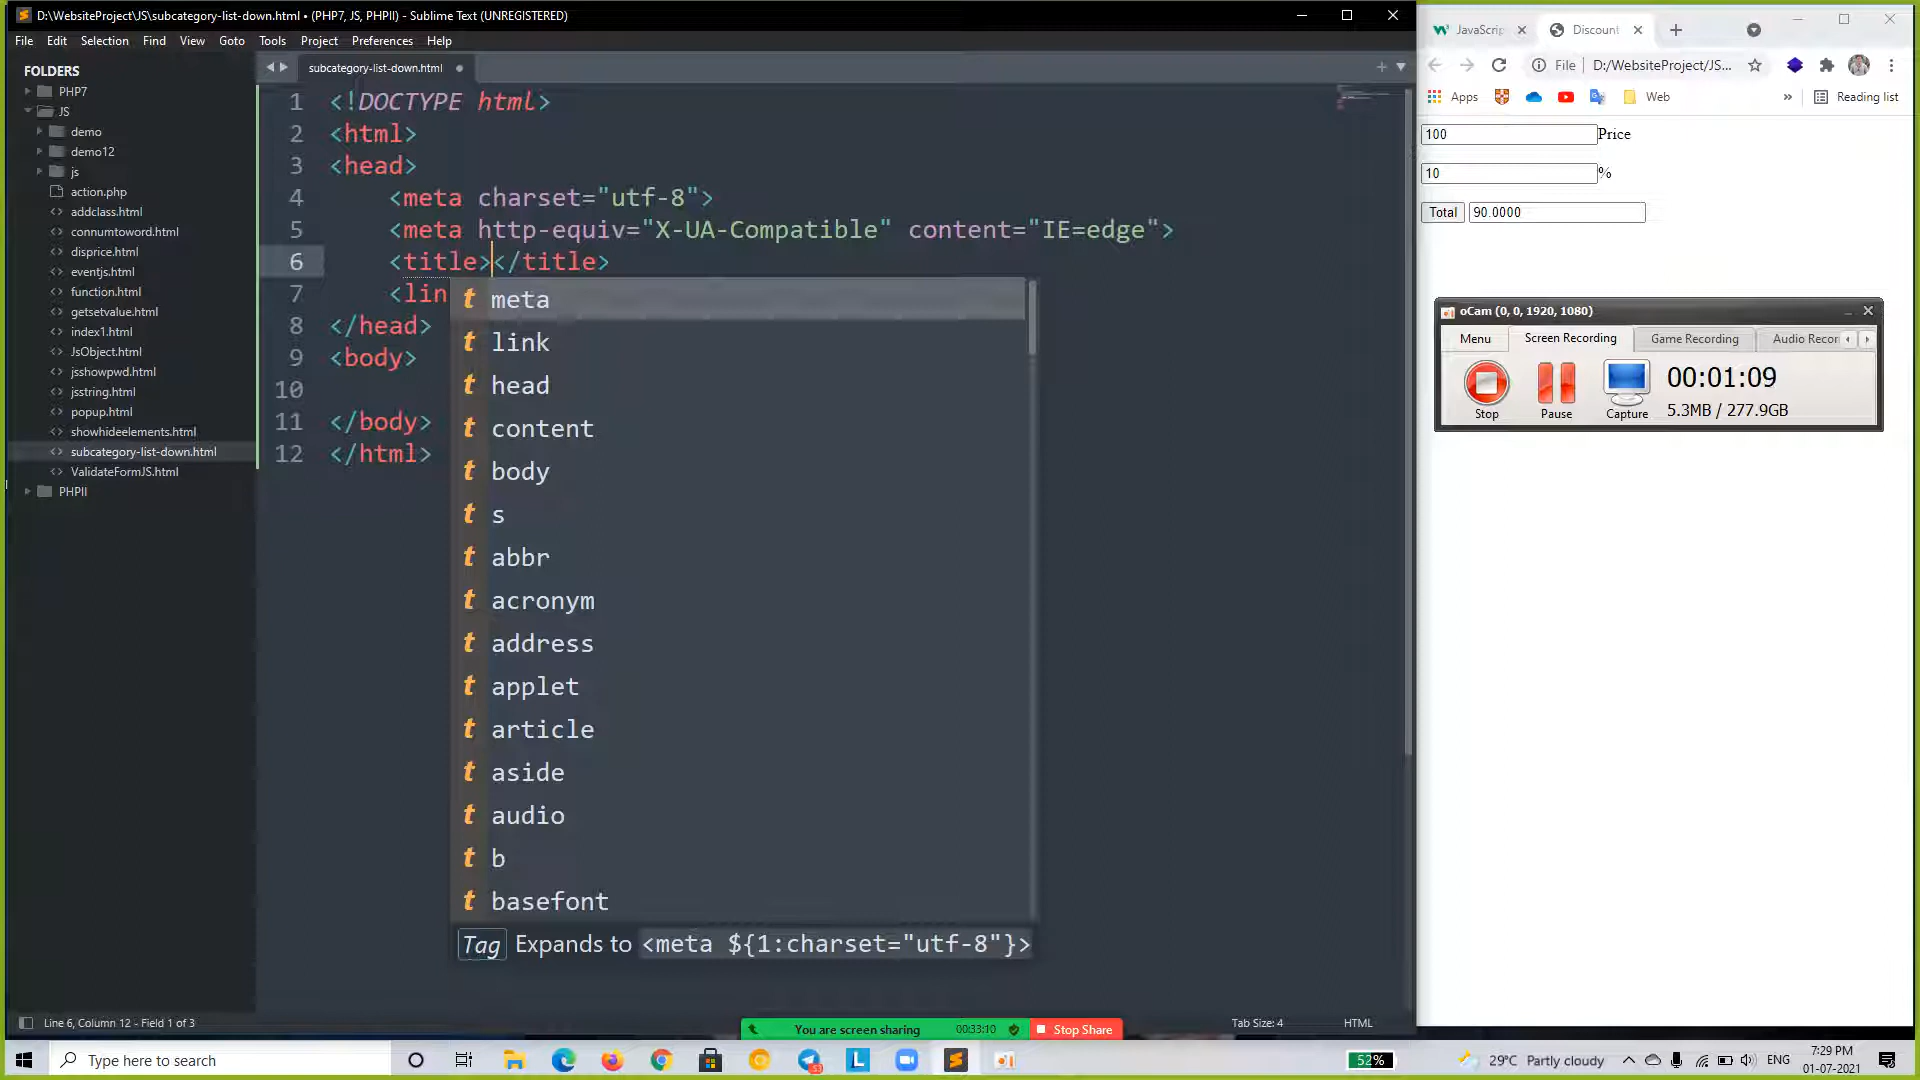 D:\WebsiteProject\JS\subcategory-list-down.html • (PHP7, JS, PHPII) - Sublime Text (UNREGISTERED)
File Edit Selection Find View Goto Tools Project Preferences Help
FOLDERS
PHP7
JS
demo
demo12
js
action.php
addclass.html
connumtoword.html
disprice.html
eventjs.html
function.html
getsetvalue.html
index1.html
JsObject.html
jsshowpwd.html
jsstring.html
popup.html
showhideelements.html
subcategory-list-down.html
ValidateFormJS.html
PHPII
subcategory-list-down.html
1 <!DOCTYPE html>
2 <html>
3 <head>
4 <meta charset="utf-8">
5 <meta http-equiv="X-UA-Compatible" content="IE=edge">
6 <title></title>
7 <lin
8 </head>
9 <body>
10
11 </body>
12 </html>
t meta
t link
t head
t content
t body
t s
t abbr
t acronym
t address
t applet
t article
t aside
t audio
t b
t basefont
Tag Expands to <meta ${1:charset="utf-8"}>
Line 6, Column 12 - Field 1 of 3
Tab Size: 4
HTML
You are screen sharing 00:33:10 Stop Share
JavaScrip
Discount
File D:/WebsiteProject/JS...
Apps
Web
» Reading list
100 Price
10 %
Total 90.0000
oCam (0, 0, 1920, 1080)
Menu Screen Recording Game Recording Audio Recor
Stop
Pause
Capture
00:01:09
5.3MB / 277.9GB
Type here to search
53
52%
29°C Partly cloudy
ENG
7:29 PM
01-07-2021